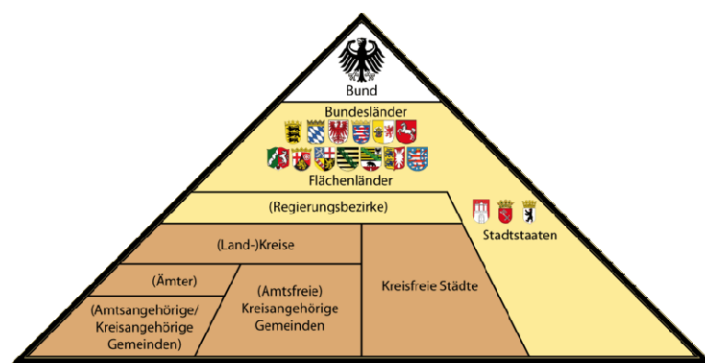 Bund
Bundesländer
Flächenländer
(Regierungsbezirke)
Stadtstaaten
(Land-)Kreise
(Ämter)
(Amtsangehörige/
Kreisangehörige
Gemeinden)
(Amtsfreie)
Kreisangehörige
Gemeinden
Kreisfreie Städte